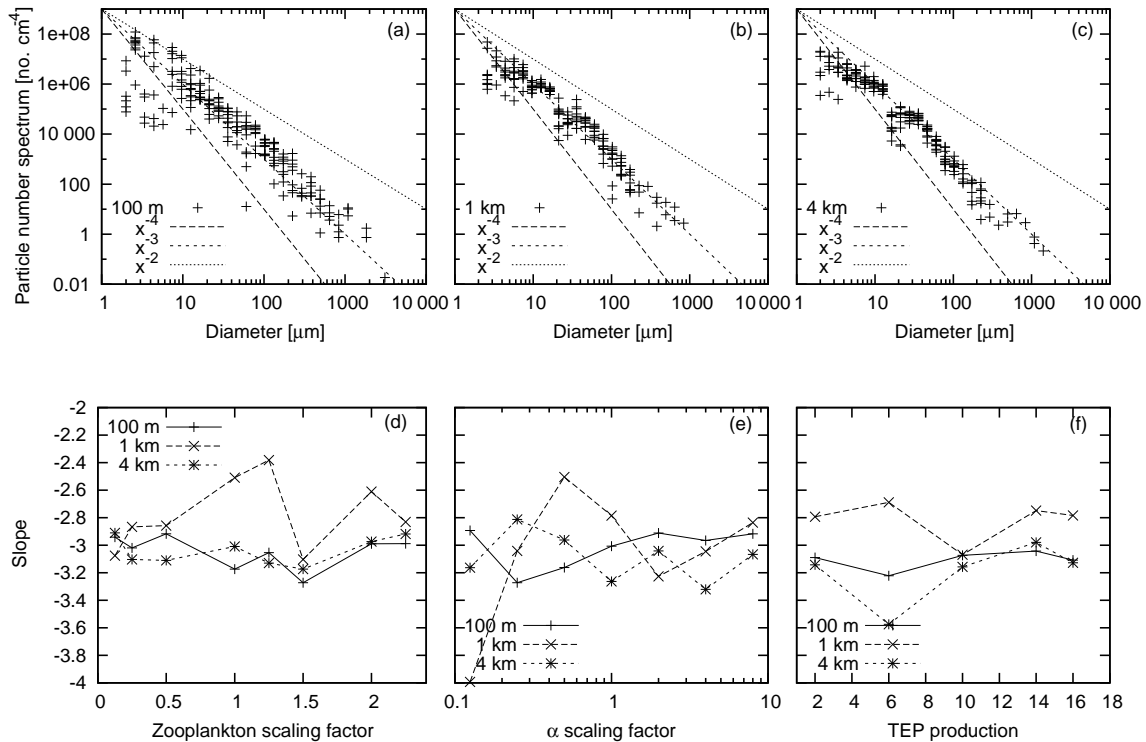 Particle number spectrum [no. cm-4]
1e+08
1e+06
10 000
100
1
0.01
(a)
100 m
x-4
x-3
x-2
1 10 100 1000 10 000
Diameter [μm]
(b)
1 km
x-4
x-3
x-2
1 10 100 1000 10 000
Diameter [μm]
(c)
4 km
x-4
x-3
x-2
1 10 100 1000 10 000
Diameter [μm]
Slope
-2
-2.2
-2.4
-2.6
-2.8
-3
-3.2
-3.4
-3.6
-3.8
-4
(d)
100 m
1 km
4 km
0 0.5 1 1.5 2
Zooplankton scaling factor
(e)
100 m
1 km
4 km
0.1 1 10
α scaling factor
(f)
100 m
1 km
4 km
2 4 6 8 10 12 14 16 18
TEP production